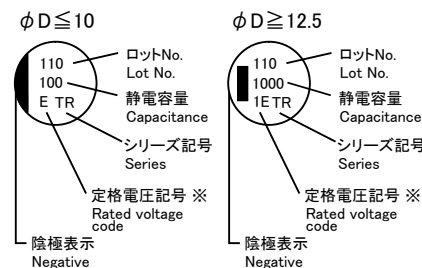 φD≦10
110
100
E TR
ロットNo.
Lot No.
静電容量
Capacitance
シリーズ記号
Series
定格電圧記号 ※
Rated voltage
code
陰極表示
Negative
φD≧12.5
110
1000
1E TR
ロットNo.
Lot No.
静電容量
Capacitance
シリーズ記号
Series
定格電圧記号 ※
Rated voltage
code
陰極表示
Negative